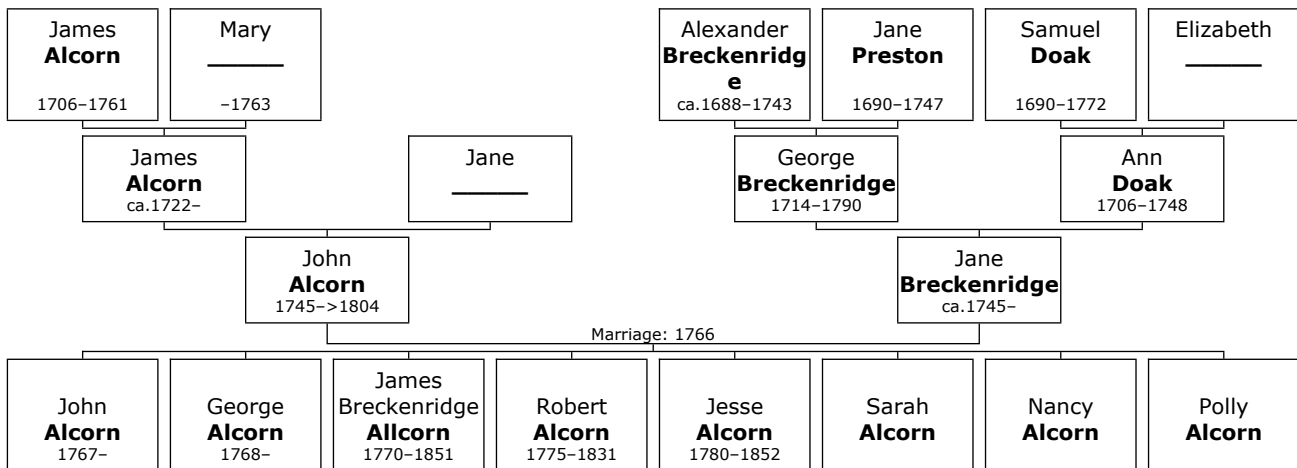 James
Alcorn
1706–1761
Mary
–1763
Alexander
Breckenridg
e
ca.1688–1743
Jane
Preston
1690–1747
Samuel
Doak
1690–1772
Elizabeth
James
Alcorn
ca.1722–
Jane
George
Breckenridge
1714–1790
Ann
Doak
1706–1748
John
Alcorn
1745–>1804
Jane
Breckenridge
ca.1745–
Marriage: 1766
John
Alcorn
1767–
George
Alcorn
1768–
James
Breckenridge
Allcorn
1770–1851
Robert
Alcorn
1775–1831
Jesse
Alcorn
1780–1852
Sarah
Alcorn
Nancy
Alcorn
Polly
Alcorn